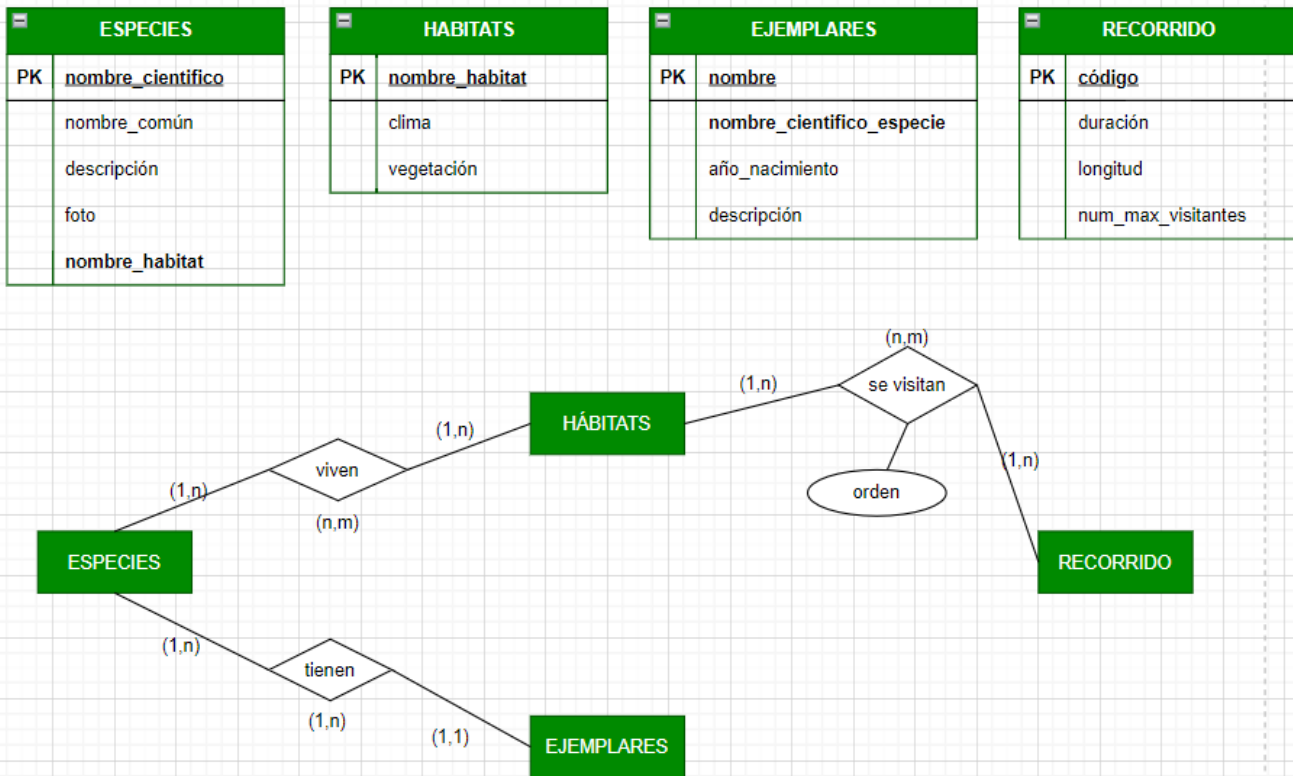 ESPECIES
PK nombre_cientifico
nombre_común
descripción
foto
nombre_habitat
HABITATS
PK nombre_habitat
clima
vegetación
EJEMPLARES
PK nombre
nombre_cientifico_especie
año_nacimiento
descripción
RECORRIDO
PK código
duración
longitud
num_max_visitantes
(n,m)
(1,n)
se visitan
HÁBITATS
(1,n)
viven
(1,n)
(1,n)
orden
(n,m)
ESPECIES
RECORRIDO
(1,n)
tienen
(1,n)
(1,1)
EJEMPLARES